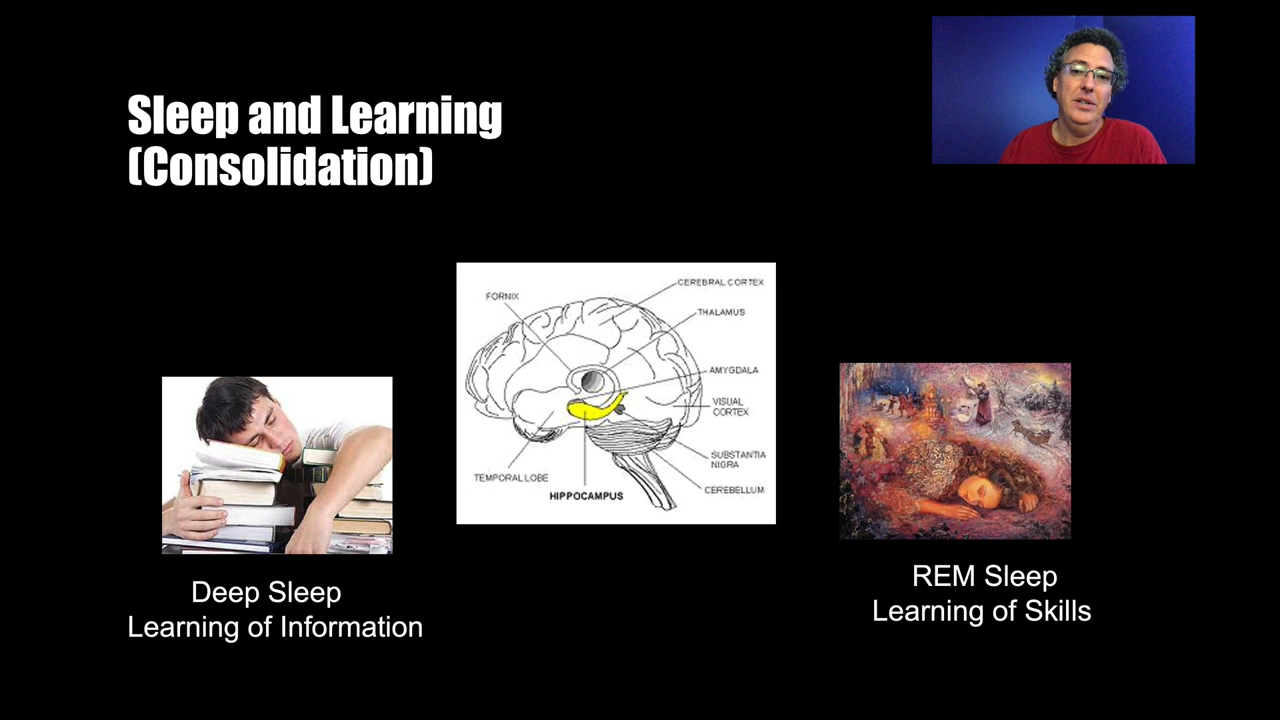 Sleep and Learning
(Consolidation)
FORNIX
CEREBRAL CORTEX
THALAMUS
AMYGDALA
VISUAL
CORTEX
SUBSTANTIA
NIGRA
CEREBELLUM
TEMPORAL LOBE
HIPPOCAMPUS
Deep Sleep
Learning of Information
REM Sleep
Learning of Skills